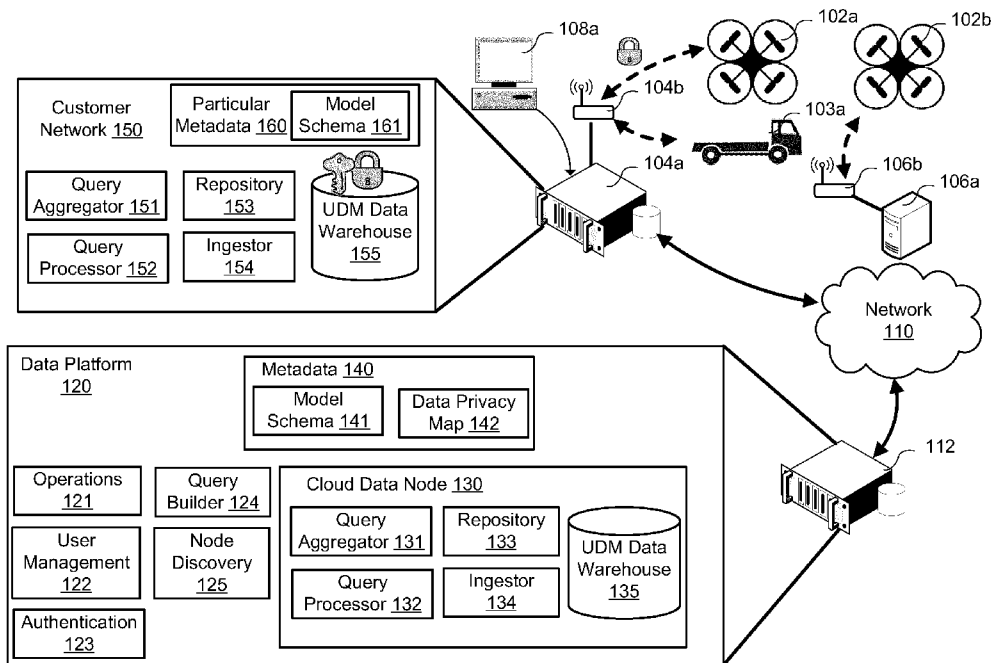 108a
102a
102b
104b
103a
104a
106b
106a
Customer
Network 150
Particular
Metadata 160
Model
Schema 161
Query
Aggregator 151
Repository
153
Query
Processor 152
Ingestor
154
UDM Data
Warehouse
155
Network
110
Data Platform
120
Metadata 140
Model
Schema 141
Data Privacy
Map 142
112
Operations
121
Query
Builder 124
User
Management
122
Node
Discovery
125
Authentication
123
Cloud Data Node 130
Query
Aggregator 131
Repository
133
Query
Processor 132
Ingestor
134
UDM Data
Warehouse
135